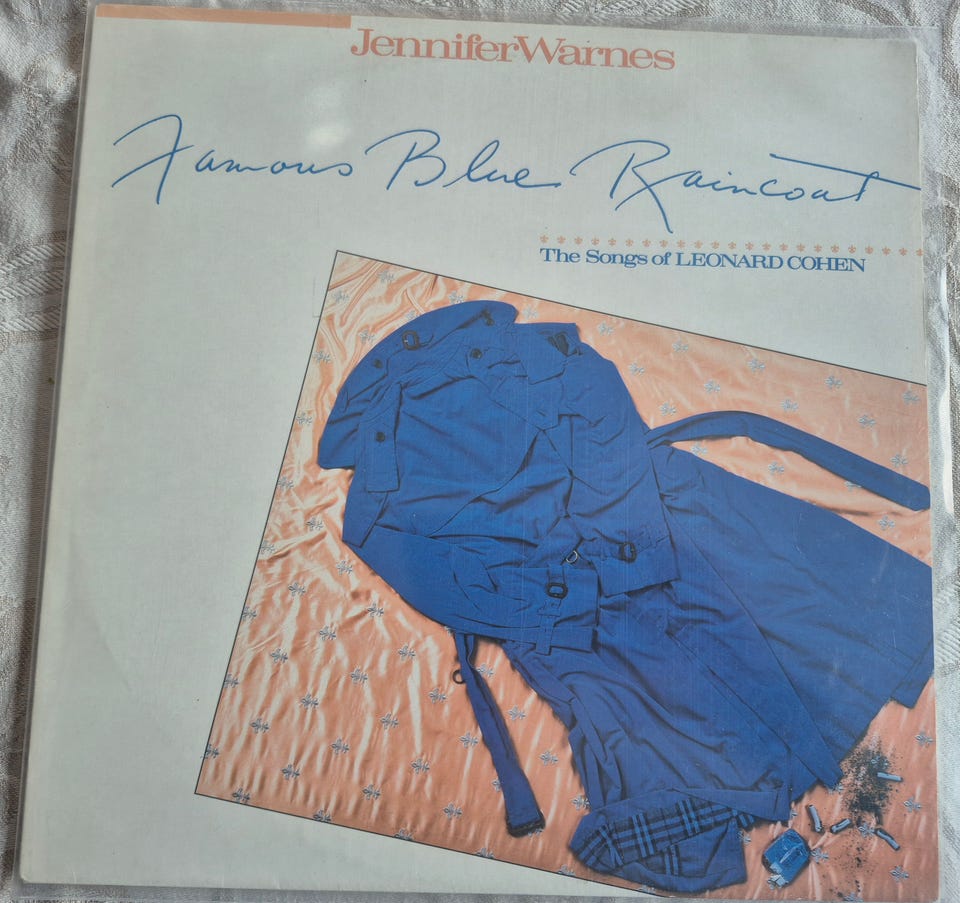 JenniferWarnes
Famous Blue Raincoat
The Songs of LEONARD COHEN